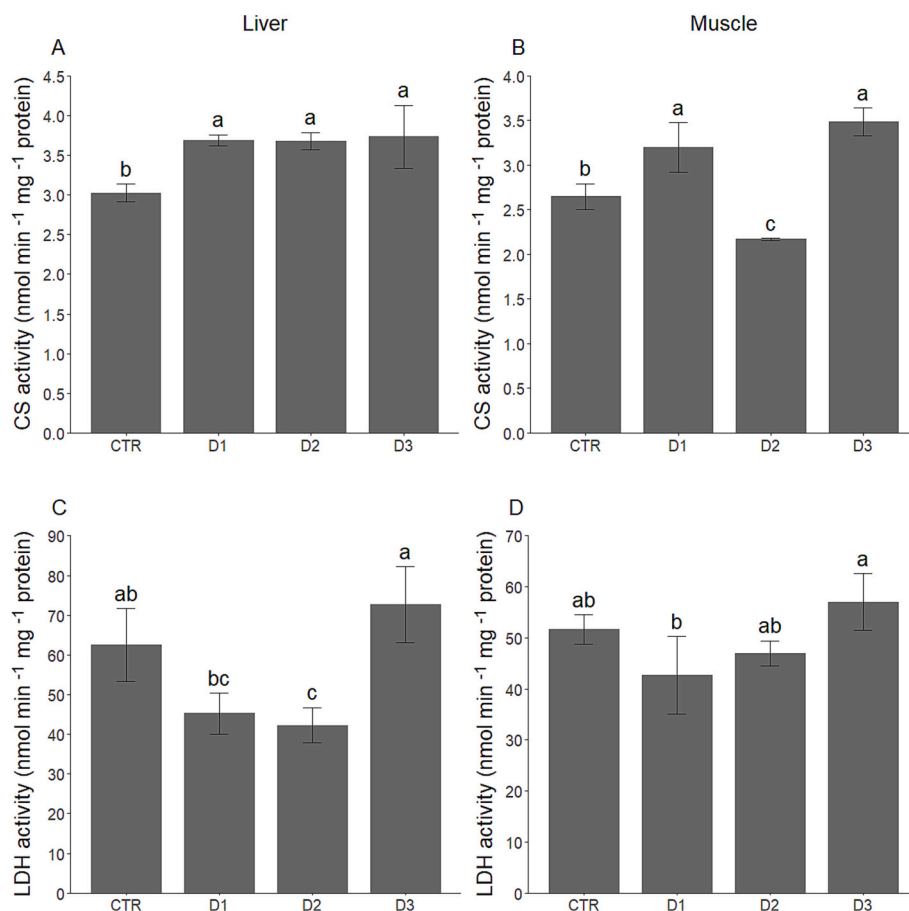 Liver
Muscle
A
CS activity (nmol min -1 mg -1 protein)
4.5
4.0
3.5
3.0
2.5
2.0
1.5
1.0
0.5
0.0
b
a
a
a
CTR D1 D2 D3
B
CS activity (nmol min -1 mg -1 protein)
4.0
3.5
3.0
2.5
2.0
1.5
1.0
0.5
0.0
b
a
c
a
CTR D1 D2 D3
C
LDH activity (nmol min -1 mg -1 protein)
90
80
70
60
50
40
30
20
10
0
ab
bc
c
a
CTR D1 D2 D3
D
LDH activity (nmol min -1 mg -1 protein)
70
60
50
40
30
20
10
0
ab
b
ab
a
CTR D1 D2 D3